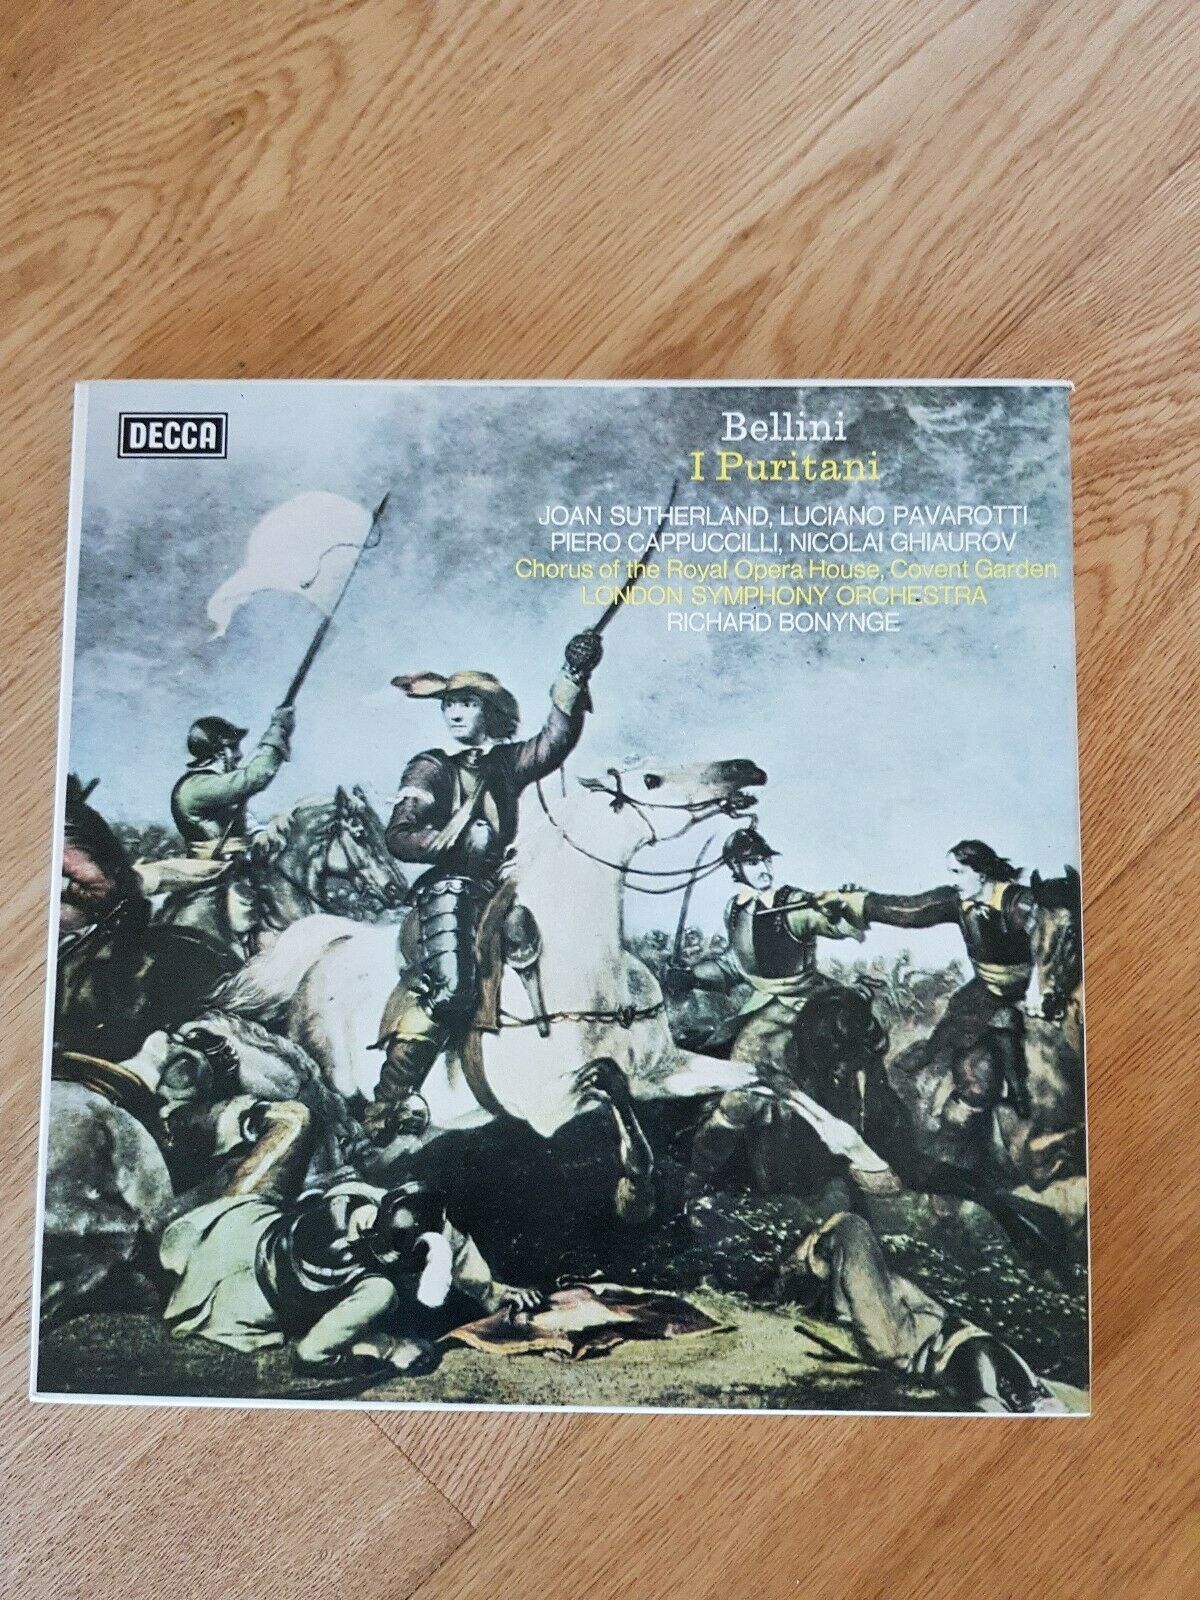 DECCA
Bellini
I Puritani
JOAN SUTHERLAND, LUCIANO PAVAROTTI
PIERO CAPPUCCILLI, NICOLAI GHIAUROV
Chorus of the Royal Opera House, Covent Garden
LONDON SYMPHONY ORCHESTRA
RICHARD BONYNGE